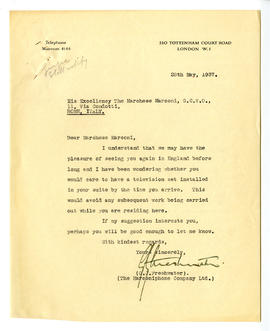 Telephone
Museum 4144
210 TOTTENHAM COURT ROAD
LONDON W.1
28th May, 1937.
His Excellency The Marchese Marconi, G.C.V.O.,
11, Via Condotti,
ROME, ITALY.
Dear Marchese Marconi,
I understand that we may have the
pleasure of seeing you again in England before
long and I have been wondering whether you
would care to have a television set installed
in your suite by the time you arrive. This
would avoid any subsequent work being carried
out while you are residing here.
If my suggestion interests you,
perhaps you will be good enough to let me know.
With kindest regards,
Yours sincerely,
(G.J.Freshwater)
(The Marconiphone Company Ltd.)